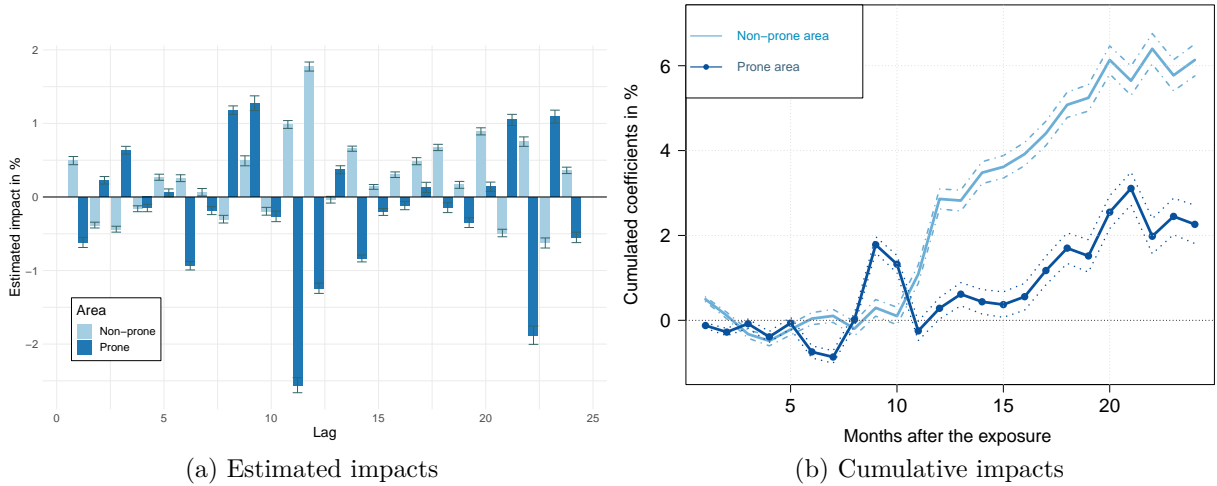 2
1
0
−1
−2
Estimated impact in %
Area
Non−prone
Prone
0
5
10
15
20
25
Lag
(a) Estimated impacts
Non−prone area
Prone area
6
4
2
0
Cumulated coefficients in %
5
10
15
20
Months after the exposure
(b) Cumulative impacts